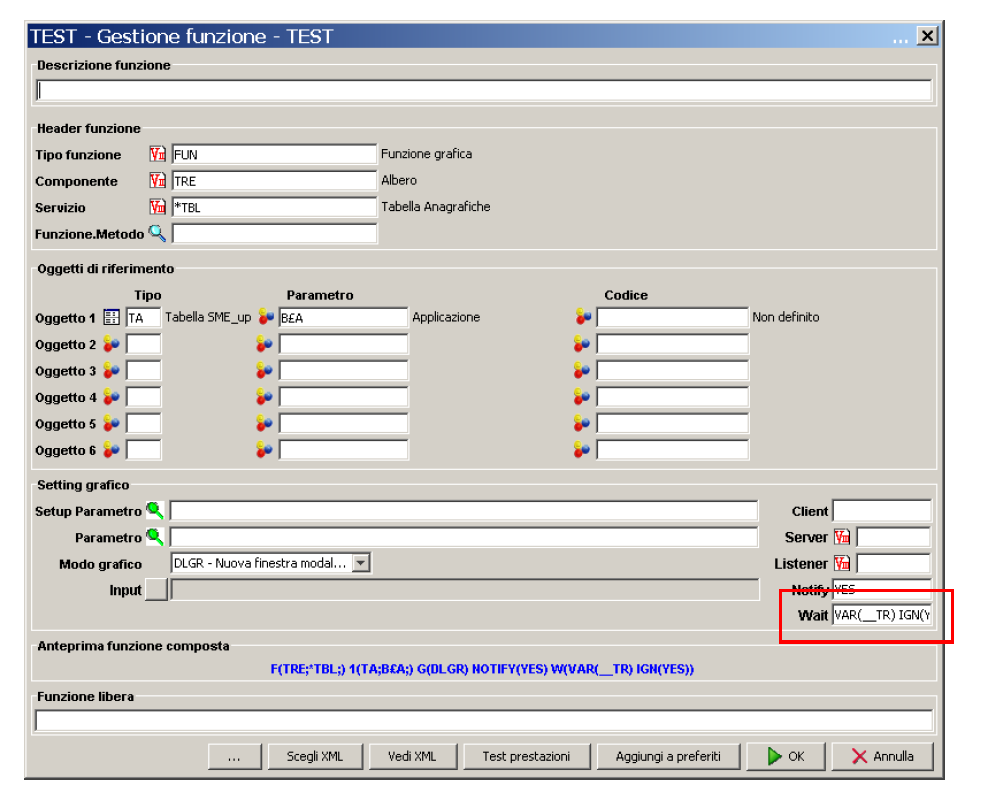 TEST - Gestione funzione - TEST ...
Descrizione funzione
Header funzione
Tipo funzione FUN Funzione grafica
Componente TRE Albero
Servizio *TBL Tabella Anagrafiche
Funzione.Metodo
Oggetti di riferimento
Tipo Parametro Codice
Oggetto 1 TA Tabella SME_up B£A Applicazione Non definito
Oggetto 2
Oggetto 3
Oggetto 4
Oggetto 5
Oggetto 6
Setting grafico
Setup Parametro Client
Parametro Server
Modo grafico DLGR - Nuova finestra modal... Listener
Input Notify YES
Wait VAR(__TR) IGN(Y
Anteprima funzione composta
F(TRE;*TBL;) 1(TA;B£A;) G(DLGR) NOTIFY(YES) W(VAR(__TR) IGN(YES))
Funzione libera
... Scegli XML Vedi XML Test prestazioni Aggiungi a preferiti OK Annulla